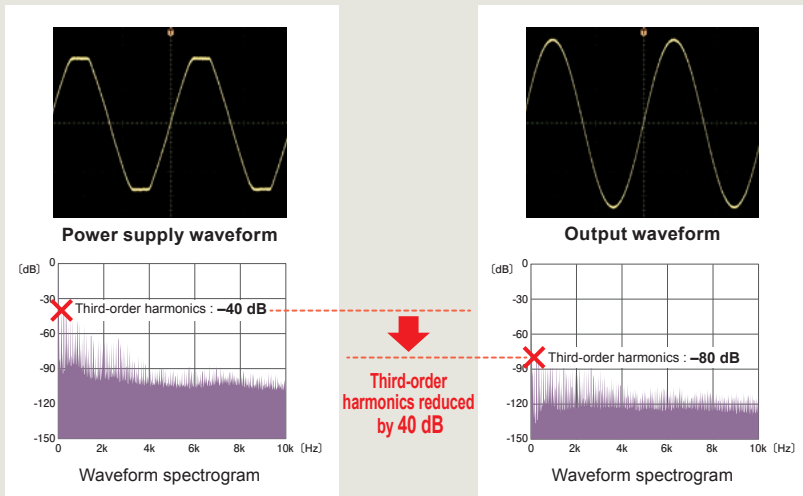 Power supply waveform
[dB]
0
-30
-60
-90
-120
-150
Third-order harmonics : –40 dB
0 2k 4k 6k 8k 10k [Hz]
Waveform spectrogram
Third-order
harmonics reduced
by 40 dB
Output waveform
[dB]
0
-30
-60
-90
-120
-150
Third-order harmonics : –80 dB
0 2k 4k 6k 8k 10k [Hz]
Waveform spectrogram